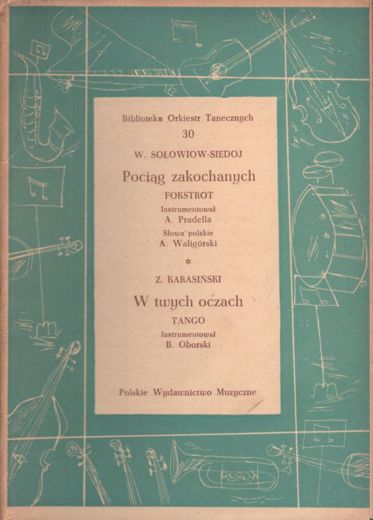 Biblioteka Orkiestr Tanecznych
30
W. SOŁOWIOW-SIEDOJ
Pociąg zakochanych
FOKSTROT
Instrumentował
A. Pradella
Słowa polskie
A. Waligórski
*
Z. KARASIŃSKI
W twych oczach
TANGO
Instrumentował
B. Oborski
Polskie Wydawnictwo Muzyczne